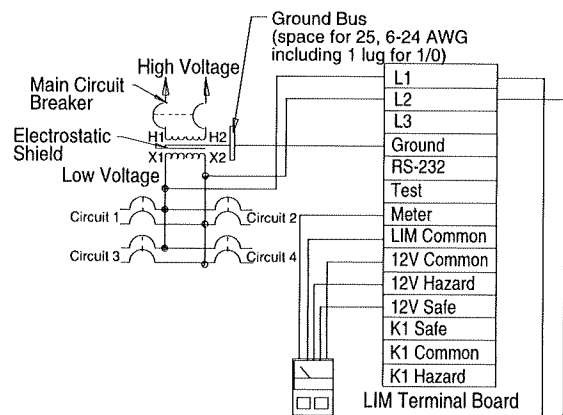 Ground Bus
(space for 25, 6-24 AWG
including 1 lug for 1/0)
High Voltage
Main Circuit
Breaker
H1 H2
Electrostatic
Shield
X1 X2
Low Voltage
Circuit 1
Circuit 2
Circuit 3
Circuit 4
L1
L2
L3
Ground
RS-232
Test
Meter
LIM Common
12V Common
12V Hazard
12V Safe
K1 Safe
K1 Common
K1 Hazard
LIM Terminal Board